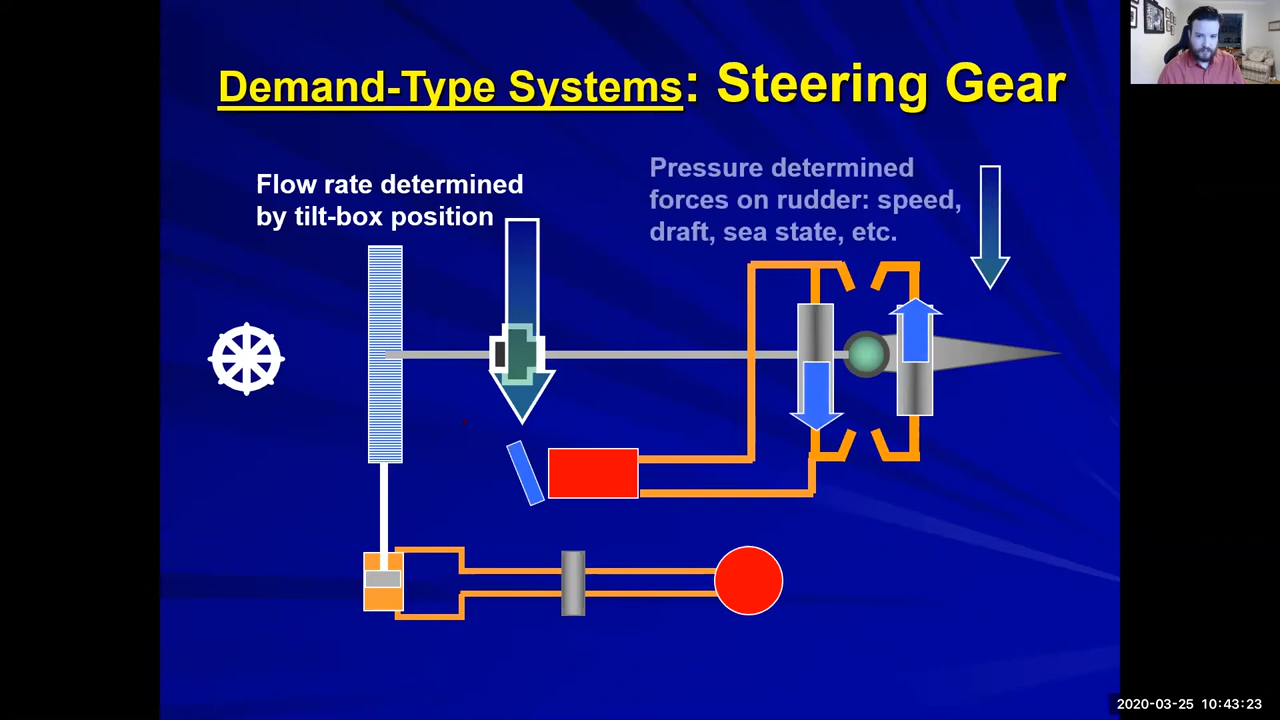 Demand-Type Systems: Steering Gear
Flow rate determined
by tilt-box position
Pressure determined
forces on rudder: speed,
draft, sea state, etc.
2020-03-25 10:43:23